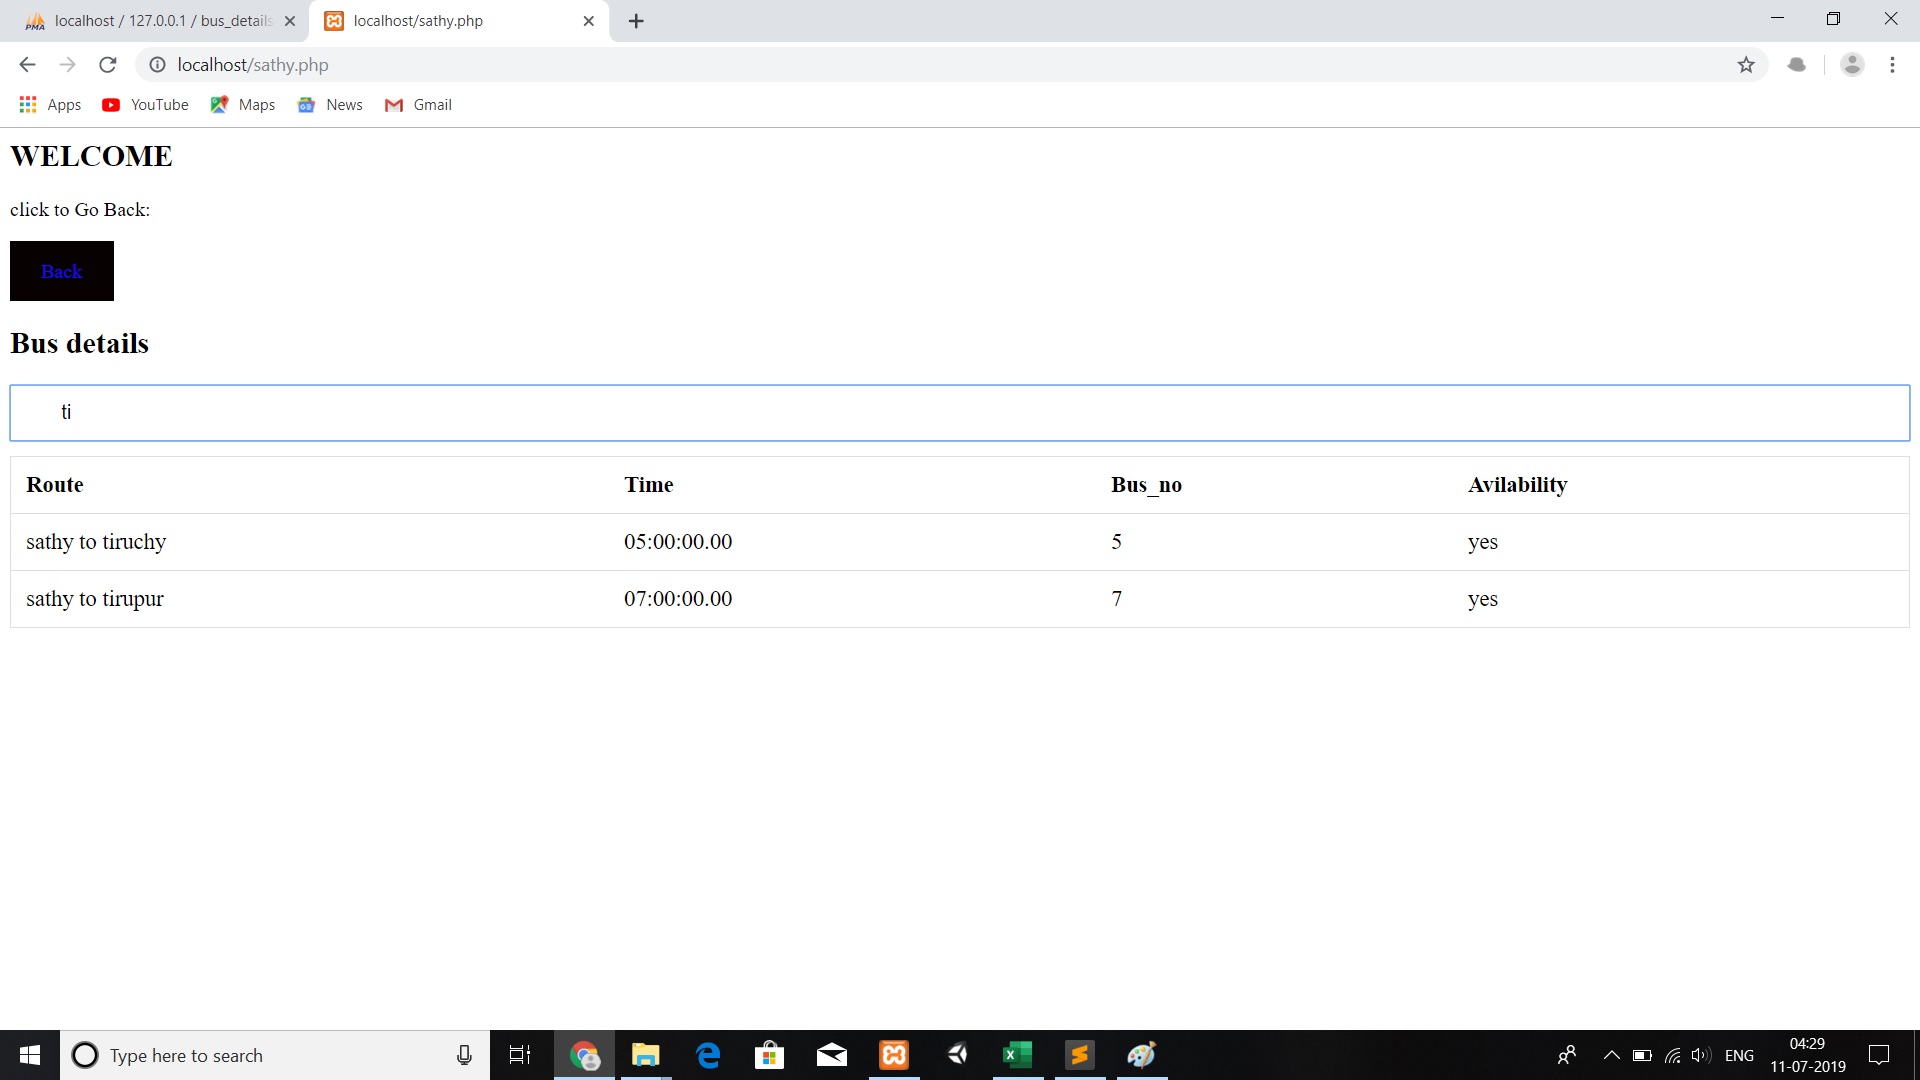 localhost / 127.0.0.1 / bus_details
localhost/sathy.php
localhost/sathy.php
Apps YouTube Maps News Gmail
WELCOME
click to Go Back:
Back
Bus details
ti
Route Time Bus_no Avilability
sathy to tiruchy 05:00:00.00 5 yes
sathy to tirupur 07:00:00.00 7 yes
Type here to search
ENG
04:29
11-07-2019